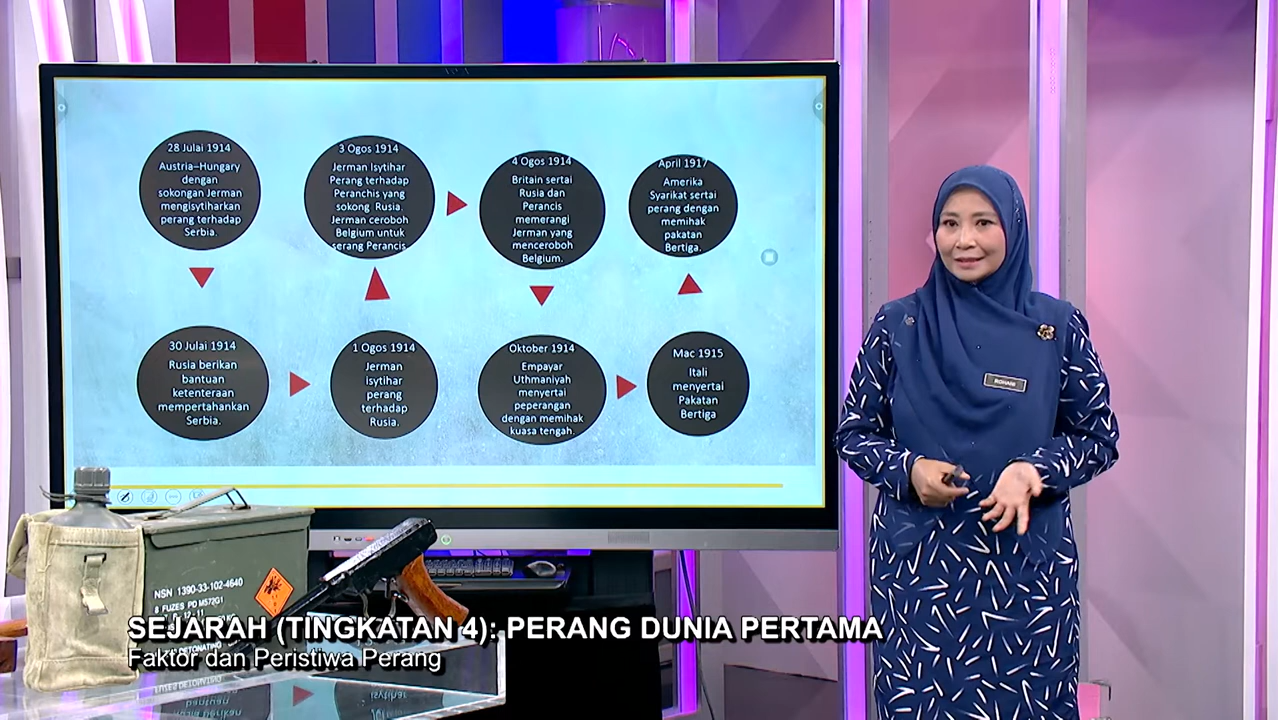 28 Julai 1914
Austria–Hungary
dengan
sokongan Jerman
mengisytiharkan
perang terhadap
Serbia.
30 Julai 1914
Rusia berikan
bantuan
ketenteraan
mempertahankan
Serbia.
1 Ogos 1914
Jerman
isytihar
perang
terhadap
Rusia.
3 Ogos 1914
Jerman Isytihar
Perang terhadap
Peranchis yang
sokong Rusia.
Jerman ceroboh
Belgium untuk
serang Perancis.
4 Ogos 1914
Britain sertai
Rusia dan
Perancis
memerangi
Jerman yang
menceroboh
Belgium.
Oktober 1914
Empayar
Uthmaniyah
menyertai
peperangan
dengan memihak
kuasa tengah.
Mac 1915
Itali
menyertai
Pakatan
Bertiga
April 1917
Amerika
Syarikat sertai
perang dengan
memihak
pakatan
Bertiga.
ROHANI
NSN 1390-33-102-4640
8 FUZES PD M572G1
SEJARAH (TINGKATAN 4): PERANG DUNIA PERTAMA
Faktor dan Peristiwa Perang